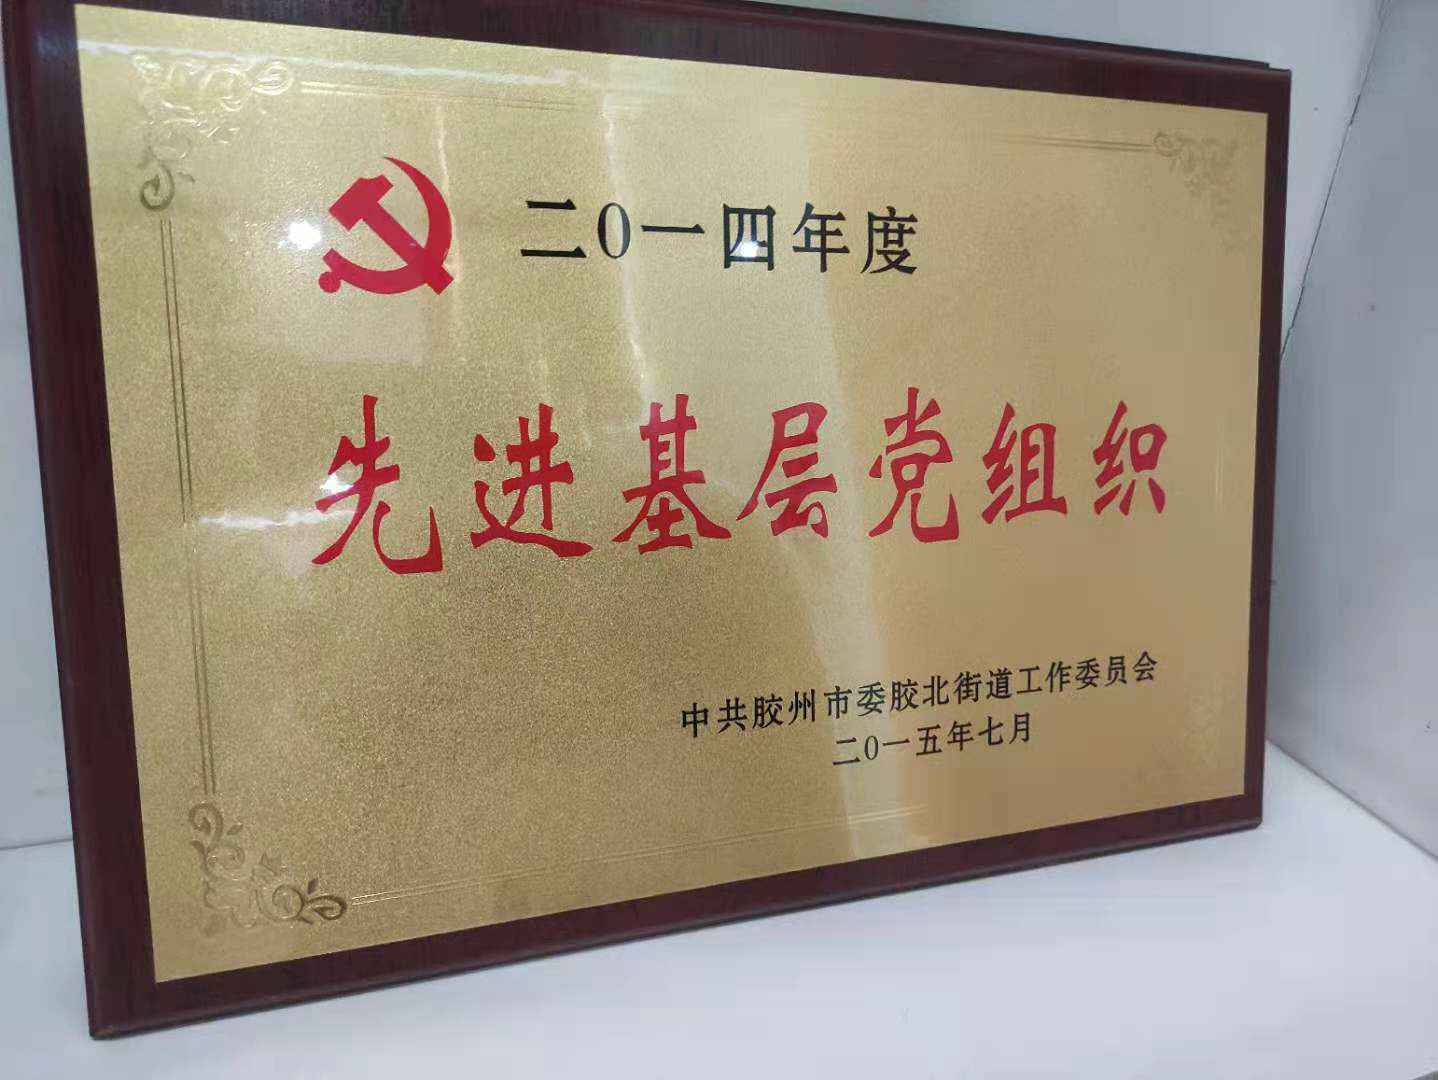 二0一四年度
先进基层党组织
中共胶州市委胶北街道工作委员会
二0一五年七月